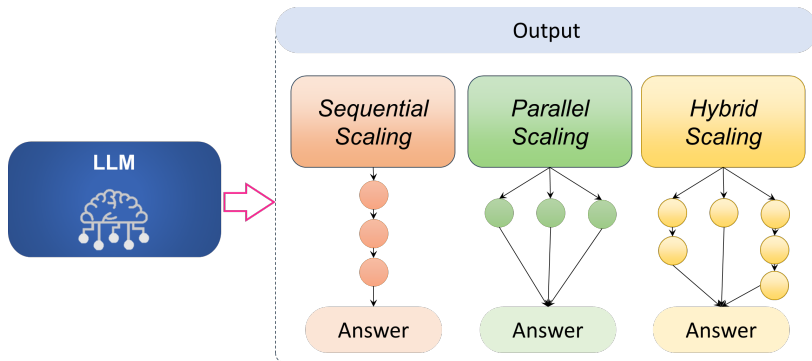 Output
LLM
Sequential
Scaling
Parallel
Scaling
Hybrid
Scaling
Answer
Answer
Answer